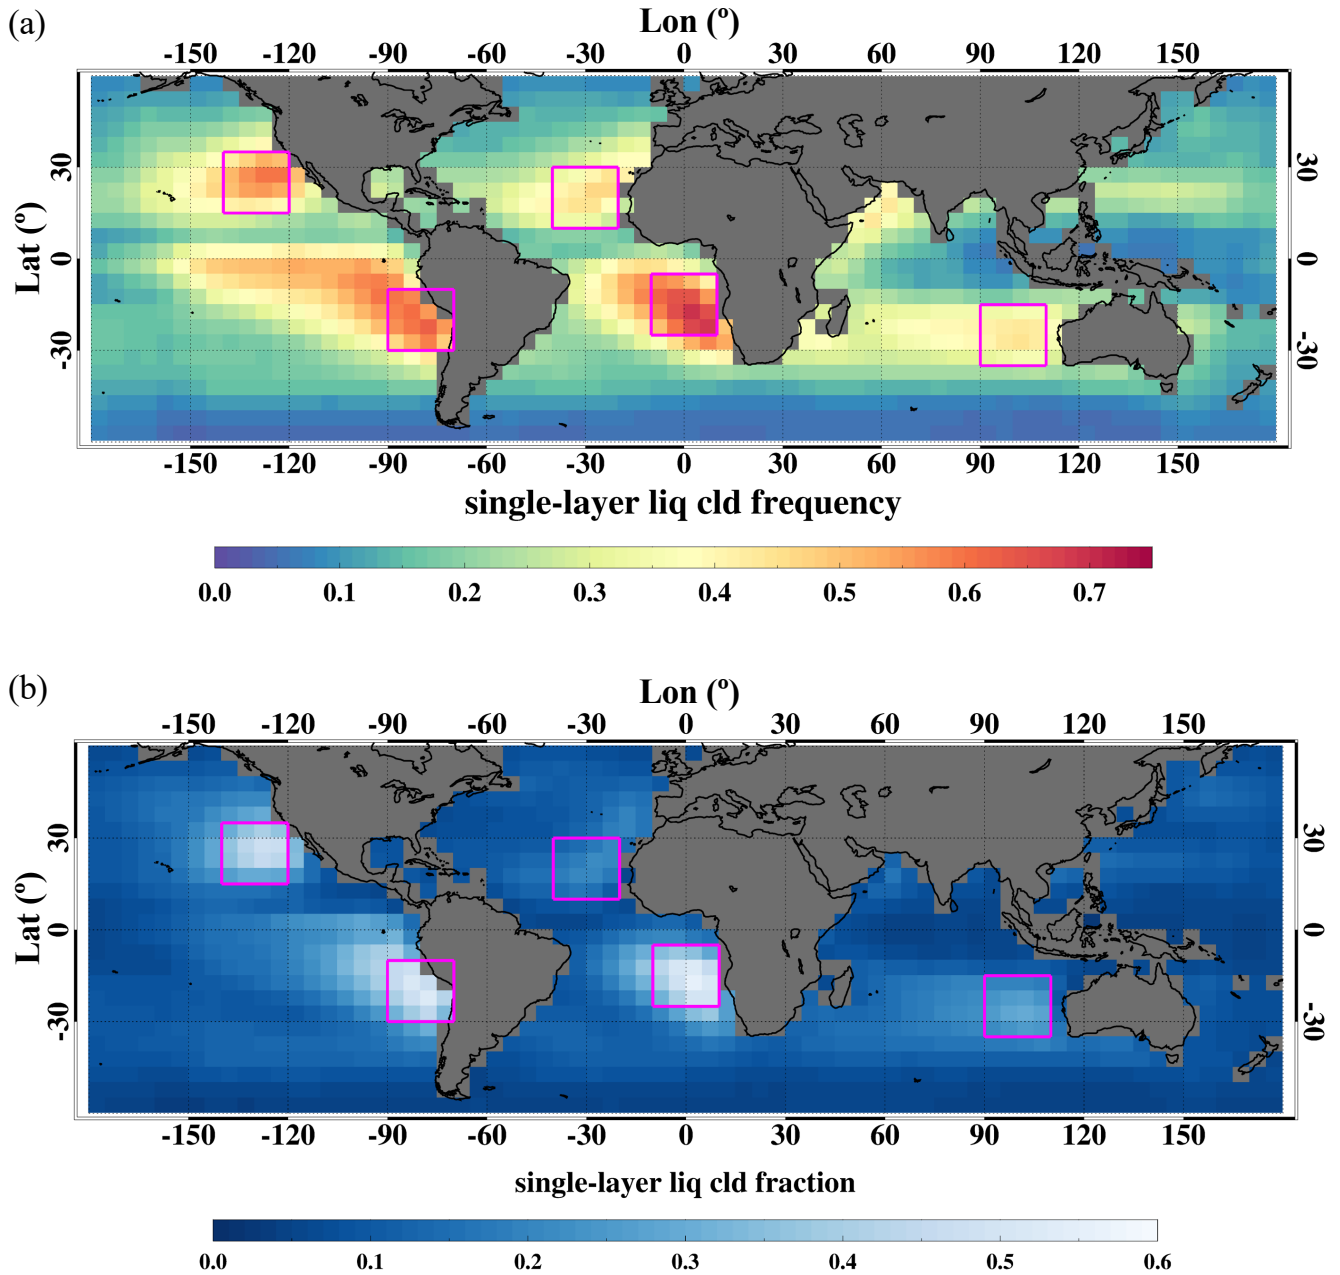 (a)
Lon (º)
-150 -120 -90 -60 -30 0 30 60 90 120 150
Lat (º)
30 30
0 0
-30 -30
-150 -120 -90 -60 -30 0 30 60 90 120 150
single-layer liq cld frequency
0.0 0.1 0.2 0.3 0.4 0.5 0.6 0.7
(b)
Lon (º)
-150 -120 -90 -60 -30 0 30 60 90 120 150
Lat (º)
30 30
0 0
-30 -30
-150 -120 -90 -60 -30 0 30 60 90 120 150
single-layer liq cld fraction
0.0 0.1 0.2 0.3 0.4 0.5 0.6